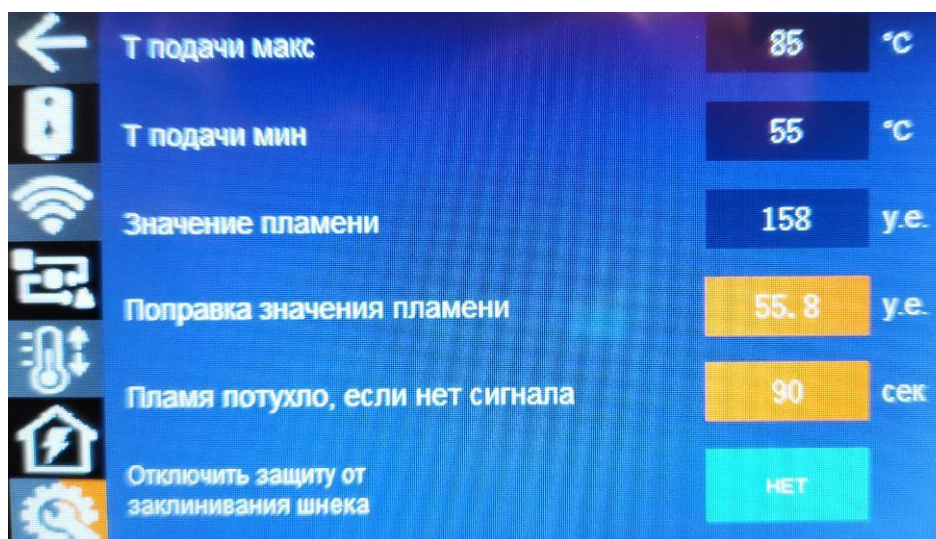 Т подачи макс 85 °C
Т подачи мин 55 °C
Значение пламени 158 у.е.
Поправка значения пламени 55.8 у.е.
Пламя потухло, если нет сигнала 90 сек
Отключить защиту от
заклинивания шнека НЕТ